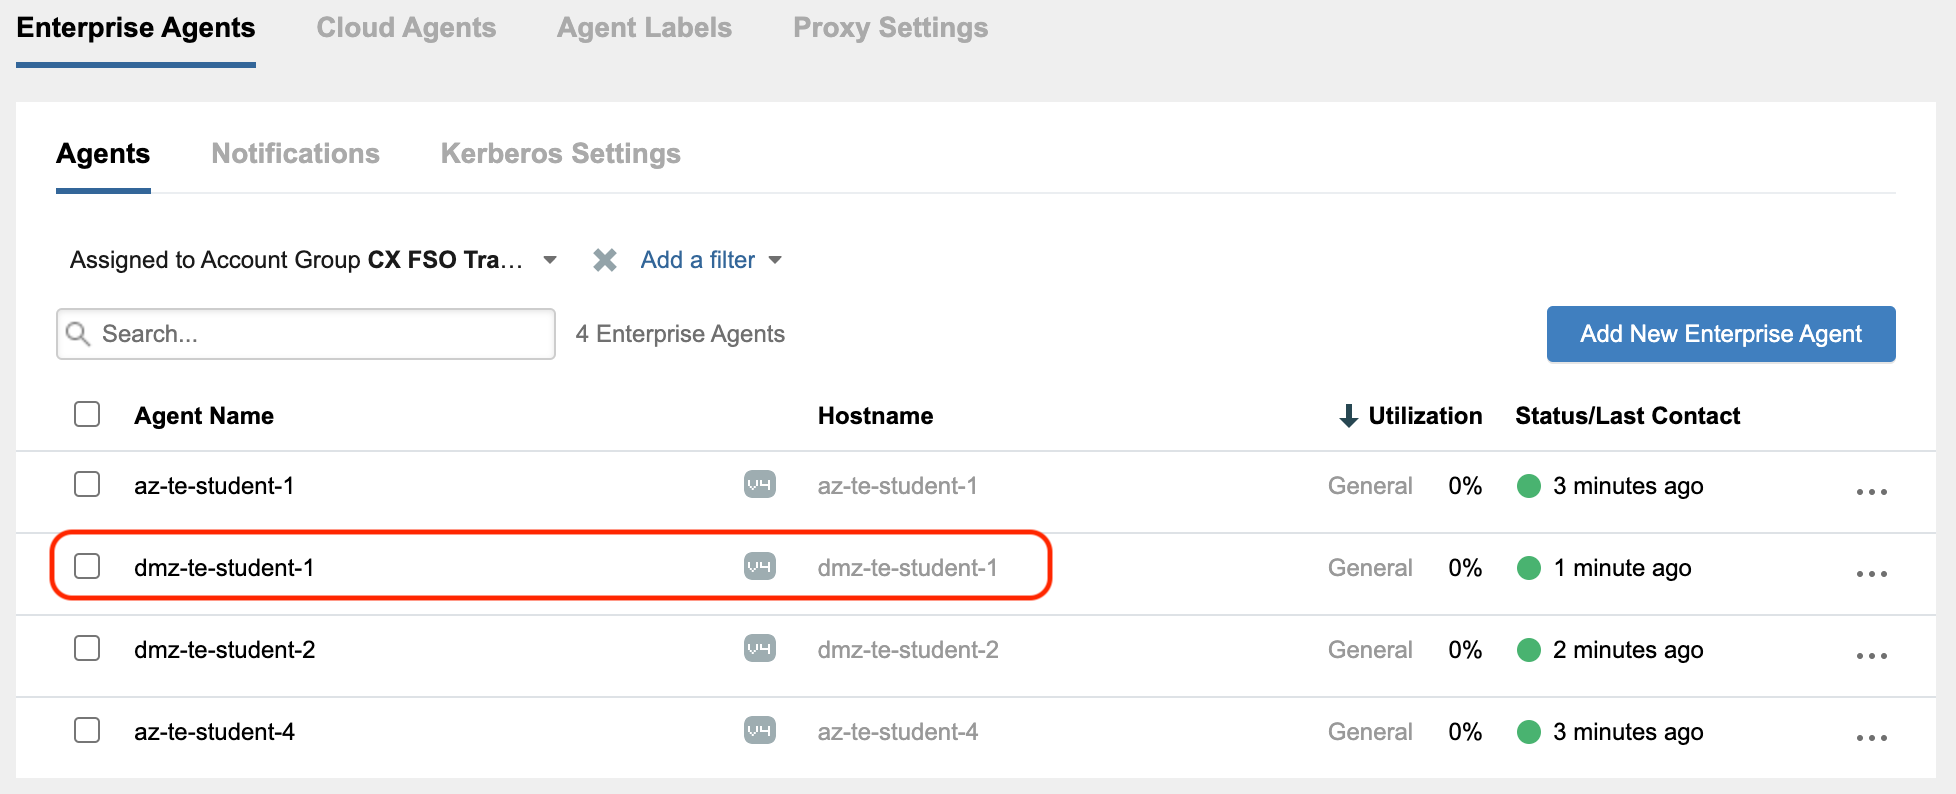 Enterprise Agents Cloud Agents Agent Labels Proxy Settings
Agents Notifications Kerberos Settings
Assigned to Account Group CX FSO Tra... Add a filter
Search... 4 Enterprise Agents Add New Enterprise Agent
Agent Name Hostname Utilization Status/Last Contact
az-te-student-1 V4 az-te-student-1 General 0% 3 minutes ago ...
dmz-te-student-1 V4 dmz-te-student-1 General 0% 1 minute ago ...
dmz-te-student-2 V4 dmz-te-student-2 General 0% 2 minutes ago ...
az-te-student-4 V4 az-te-student-4 General 0% 3 minutes ago ...